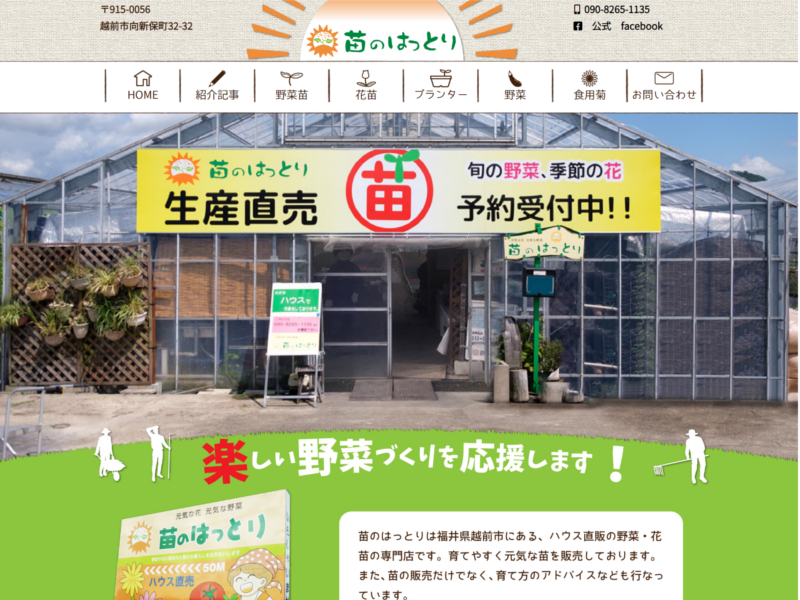 〒915-0056
越前市向新保町32-32
苗のはっとり
090-8265-1135
公式 facebook
HOME
紹介記事
野菜苗
花苗
プランター
野菜
食用菊
お問い合わせ
苗のはっとり
生産直売
苗
旬の野菜、季節の花
予約受付中!!
苗のはっとり
ハウスを
苗のはっとり
楽しい野菜づくりを応援します!
元気な花 元気な野菜
苗のはっとり
50M
ハウス直売
苗のはっとりは福井県越前市にある、ハウス直販の野菜・花
苗の専門店です。育てやすく元気な苗を販売しております。
また、苗の販売だけでなく、育て方のアドバイスなども行なっ
ています。